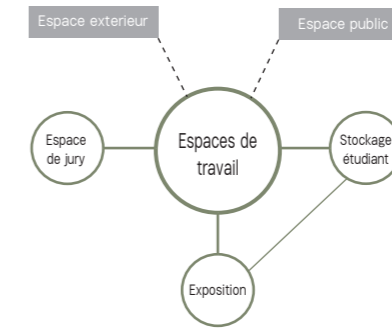 Espace exterieur
Espace public
Espaces de
travail
Espace
de jury
Stockage
étudiant
Exposition